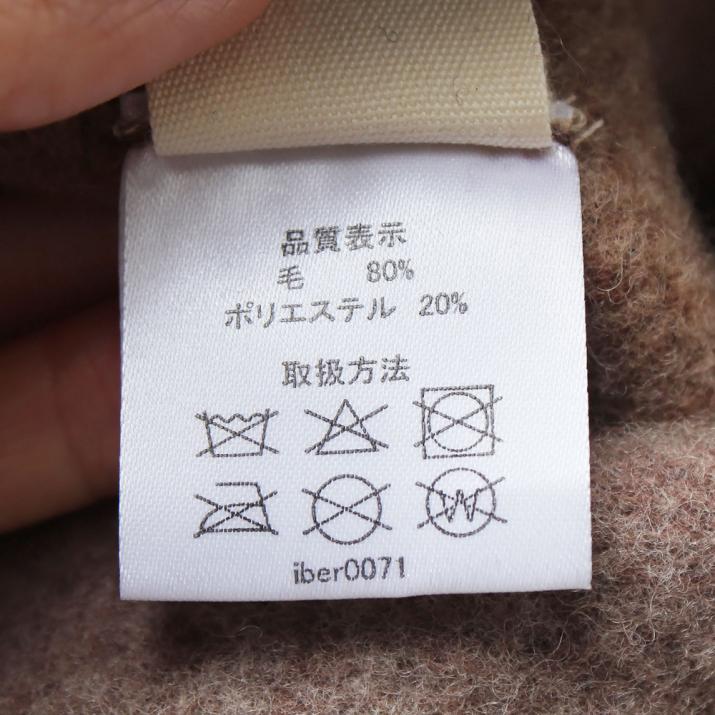 品質表示
毛 80%
ポリエステル 20%
取扱方法
W
iber0071